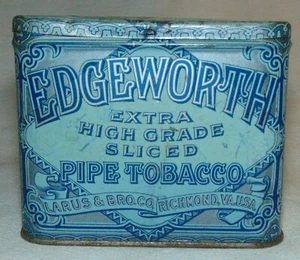 EDGEWORTH
EXTRA
HIGH GRADE
SLICED
PIPE TOBACCO
LARUS & BRO. CO. RICHMOND, VA. U.S.A.